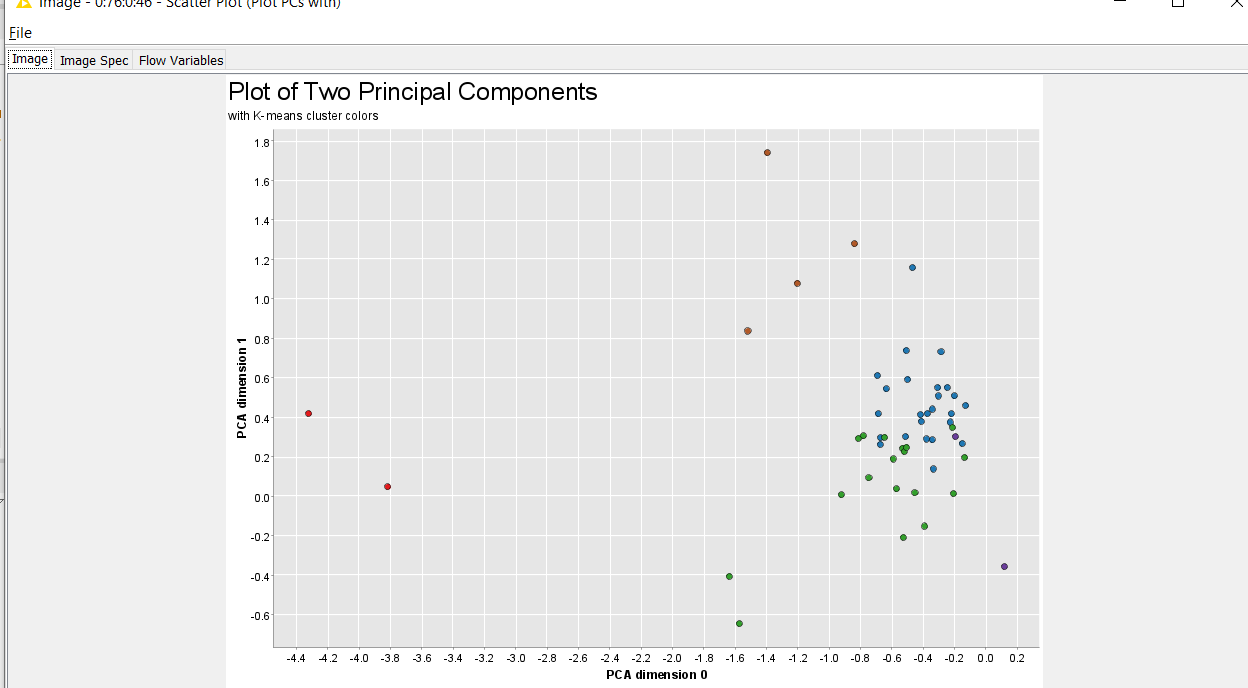 Image - 0:76:0:46 - Scatter Plot (Plot PCs with)
File
Image Image Spec Flow Variables
Plot of Two Principal Components
with K-means cluster colors
PCA dimension 1
1.8
1.6
1.4
1.2
1.0
0.8
0.6
0.4
0.2
0.0
-0.2
-0.4
-0.6
-4.4 -4.2 -4.0 -3.8 -3.6 -3.4 -3.2 -3.0 -2.8 -2.6 -2.4 -2.2 -2.0 -1.8 -1.6 -1.4 -1.2 -1.0 -0.8 -0.6 -0.4 -0.2 0.0 0.2
PCA dimension 0